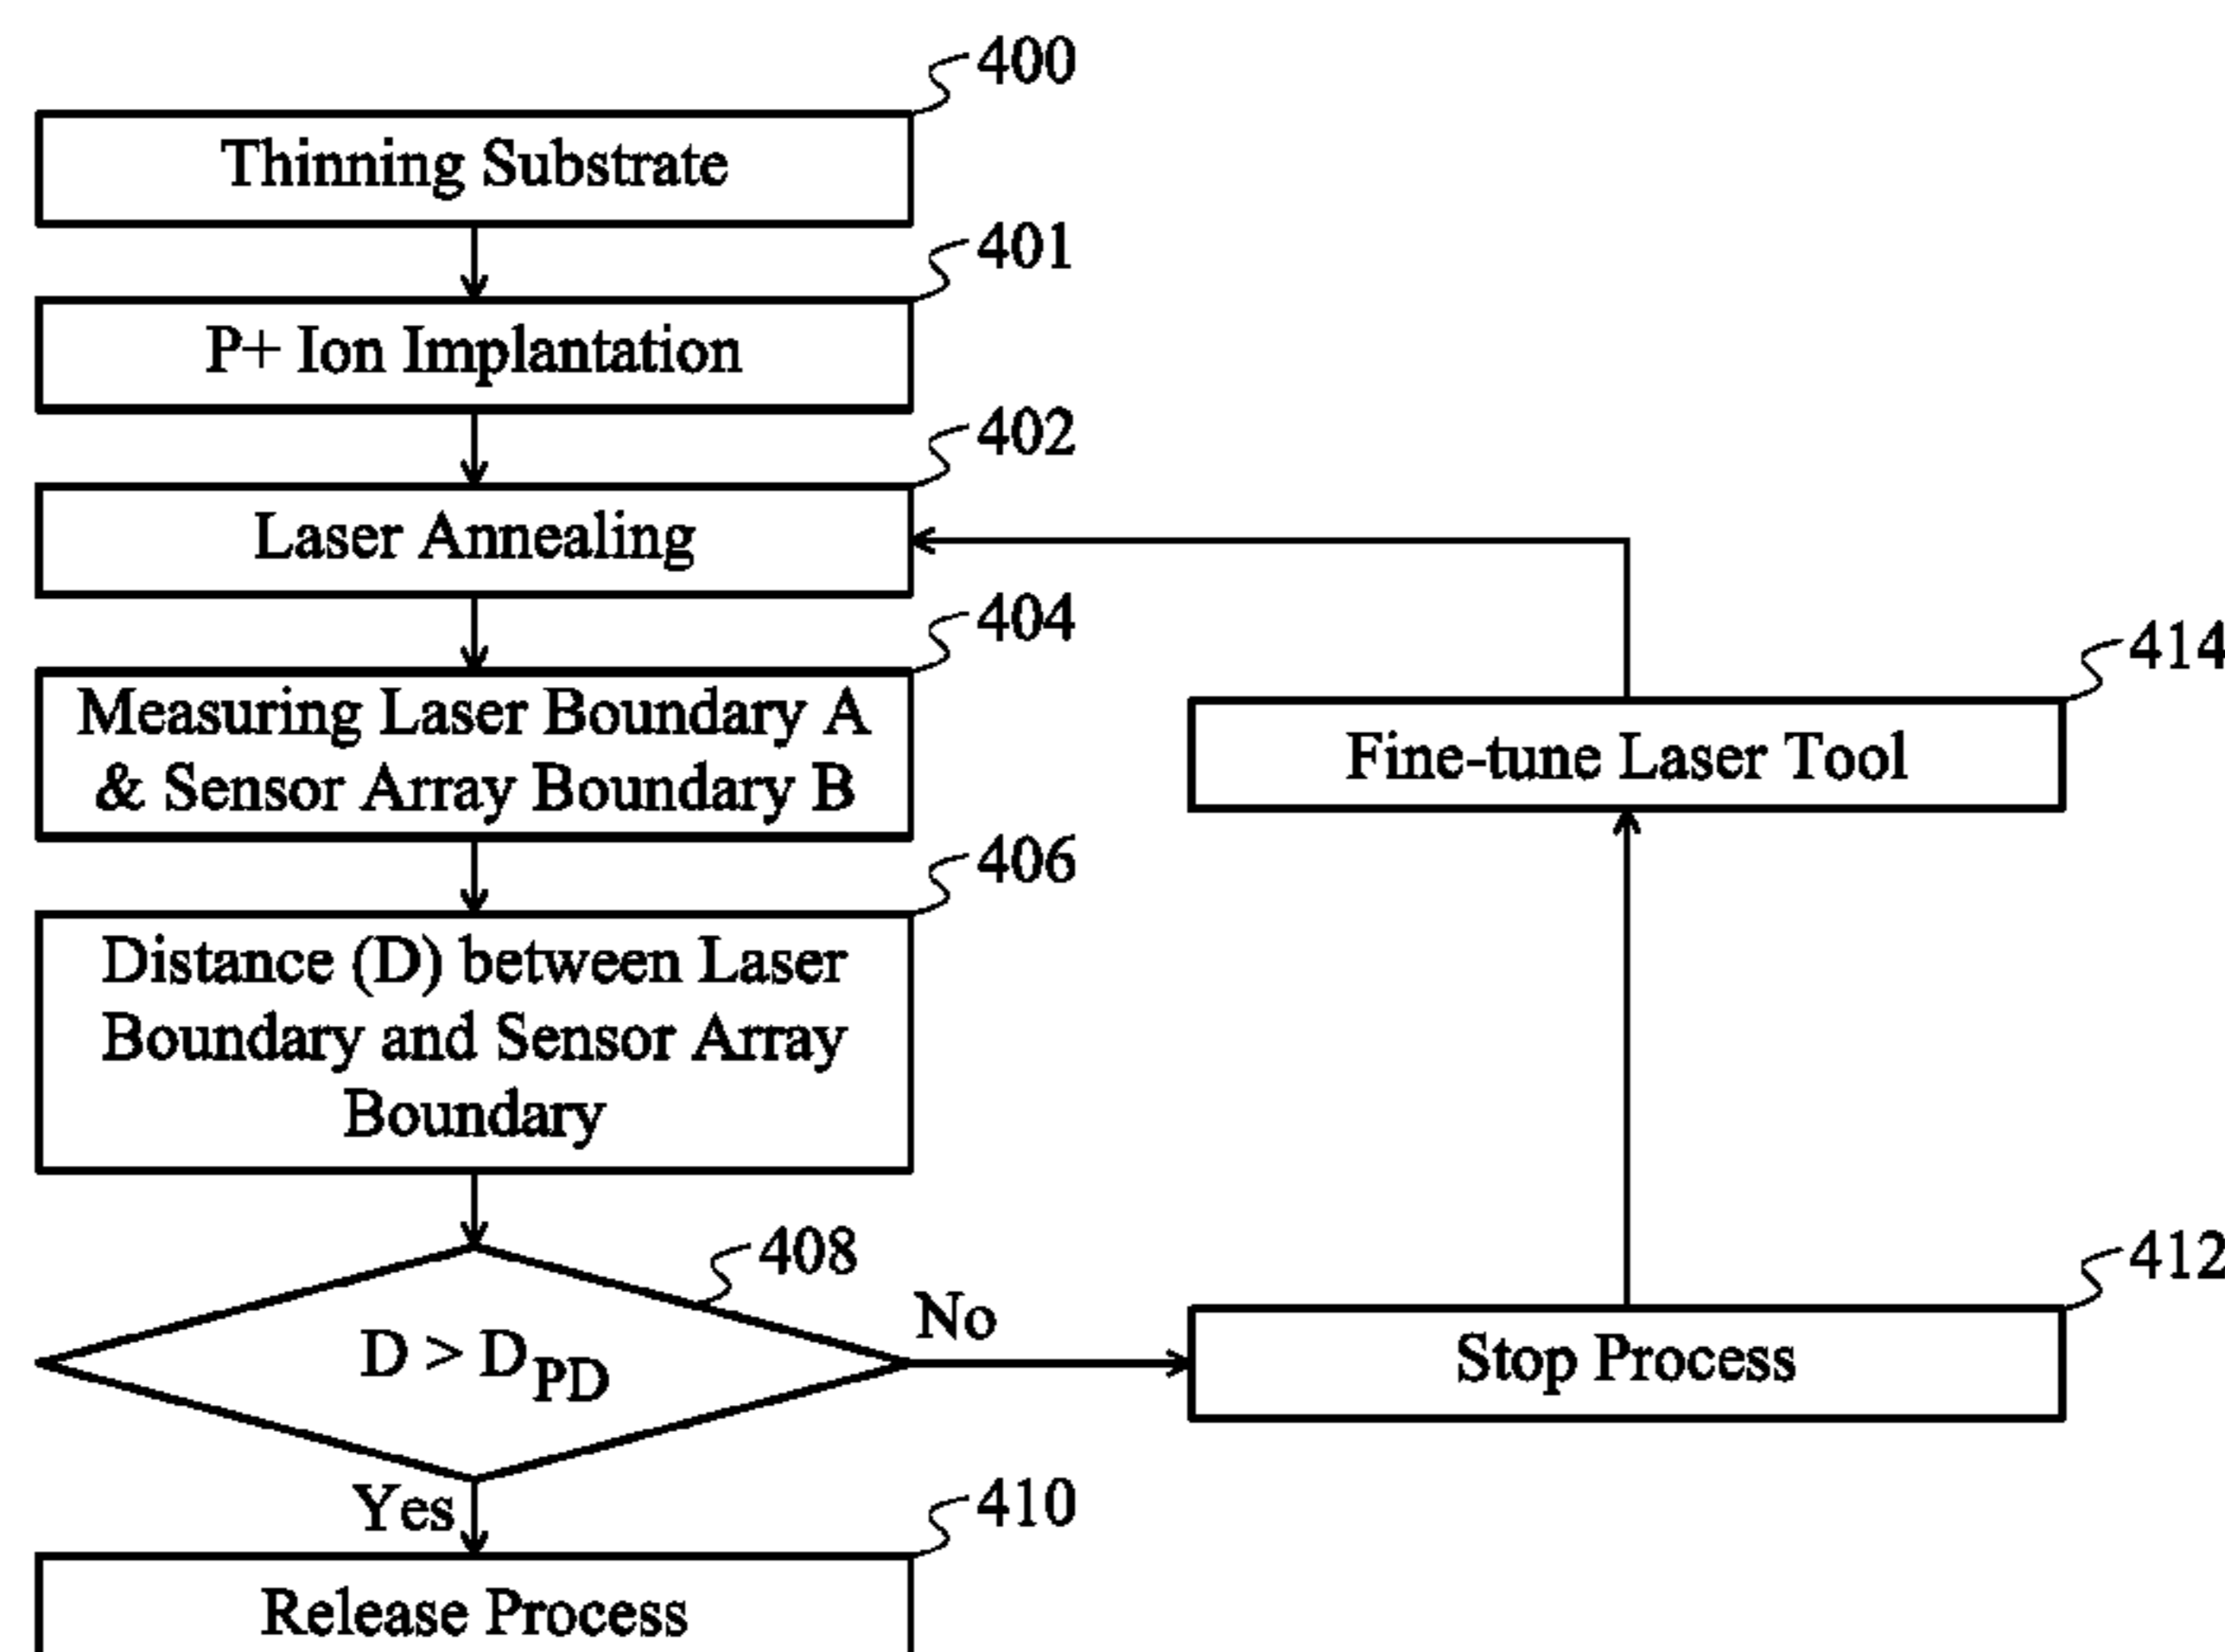 400
Thinning Substrate
401
P+ Ion Implantation
402
Laser Annealing
404
Measuring Laser Boundary A
& Sensor Array Boundary B
406
Distance (D) between Laser
Boundary and Sensor Array
Boundary
408
D > D_PD
No
Yes
410
Release Process
412
Stop Process
414
Fine-tune Laser Tool